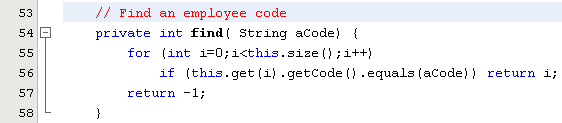 53 // Find an employee code
54 private int find( String aCode) {
55 for (int i=0;i<this.size();i++)
56 if (this.get(i).getCode().equals(aCode)) return i;
57 return -1;
58 }